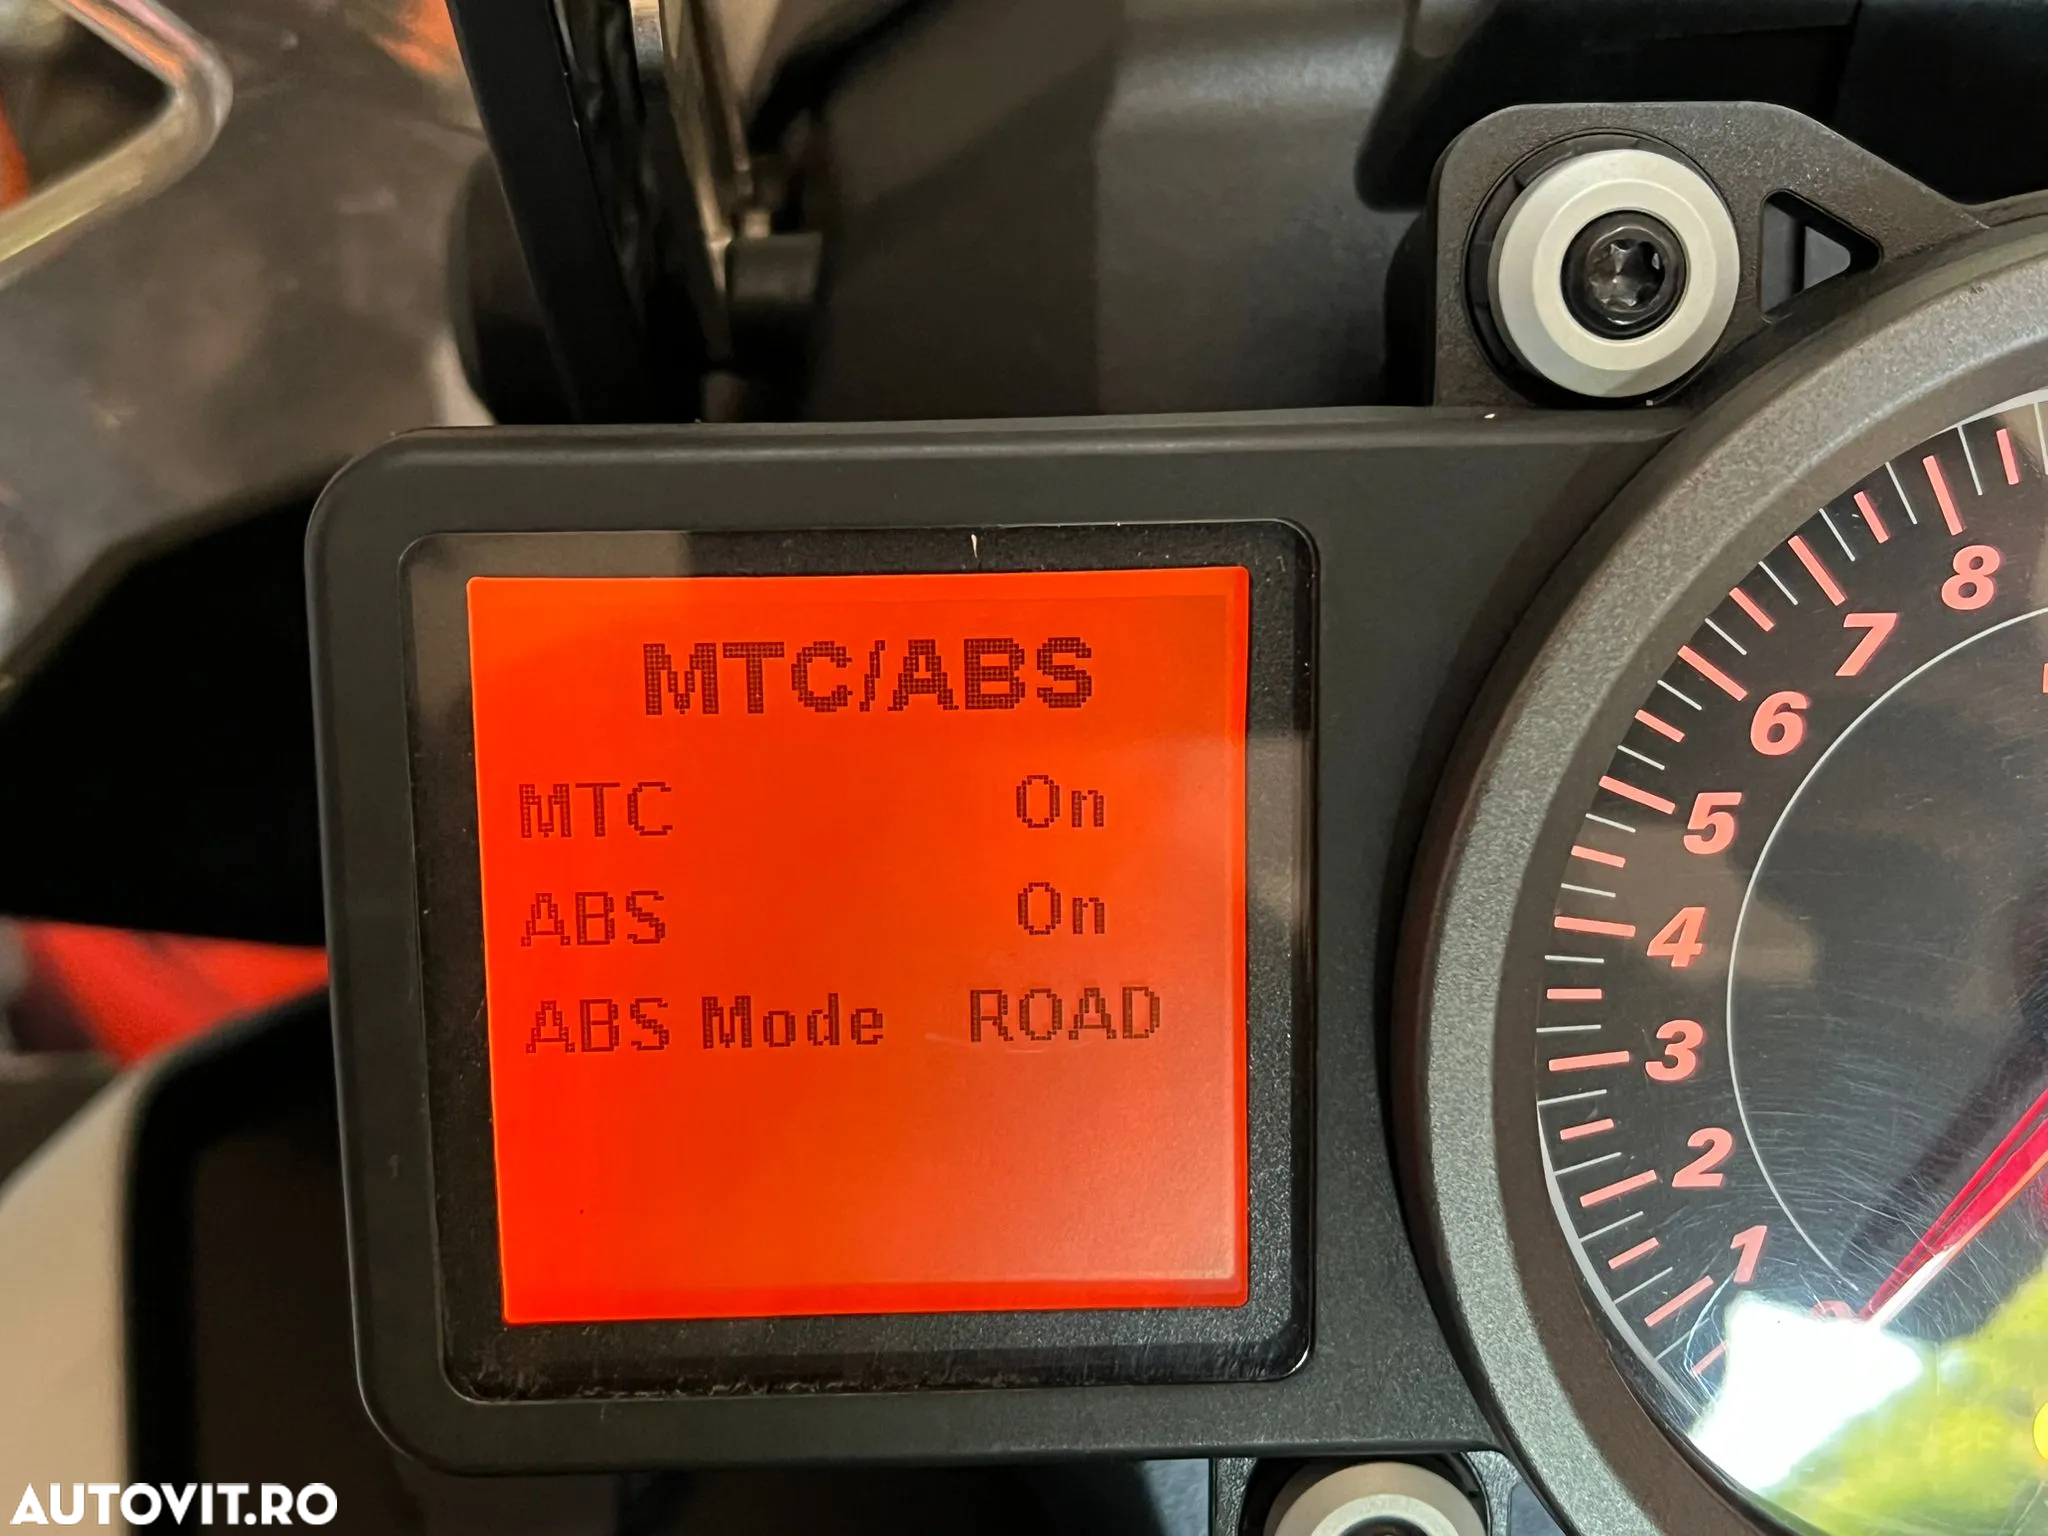 MTC/ABS
MTC On
ABS On
ABS Mode ROAD
8
7
6
5
4
3
2
1
0
AUTOVIT.RO